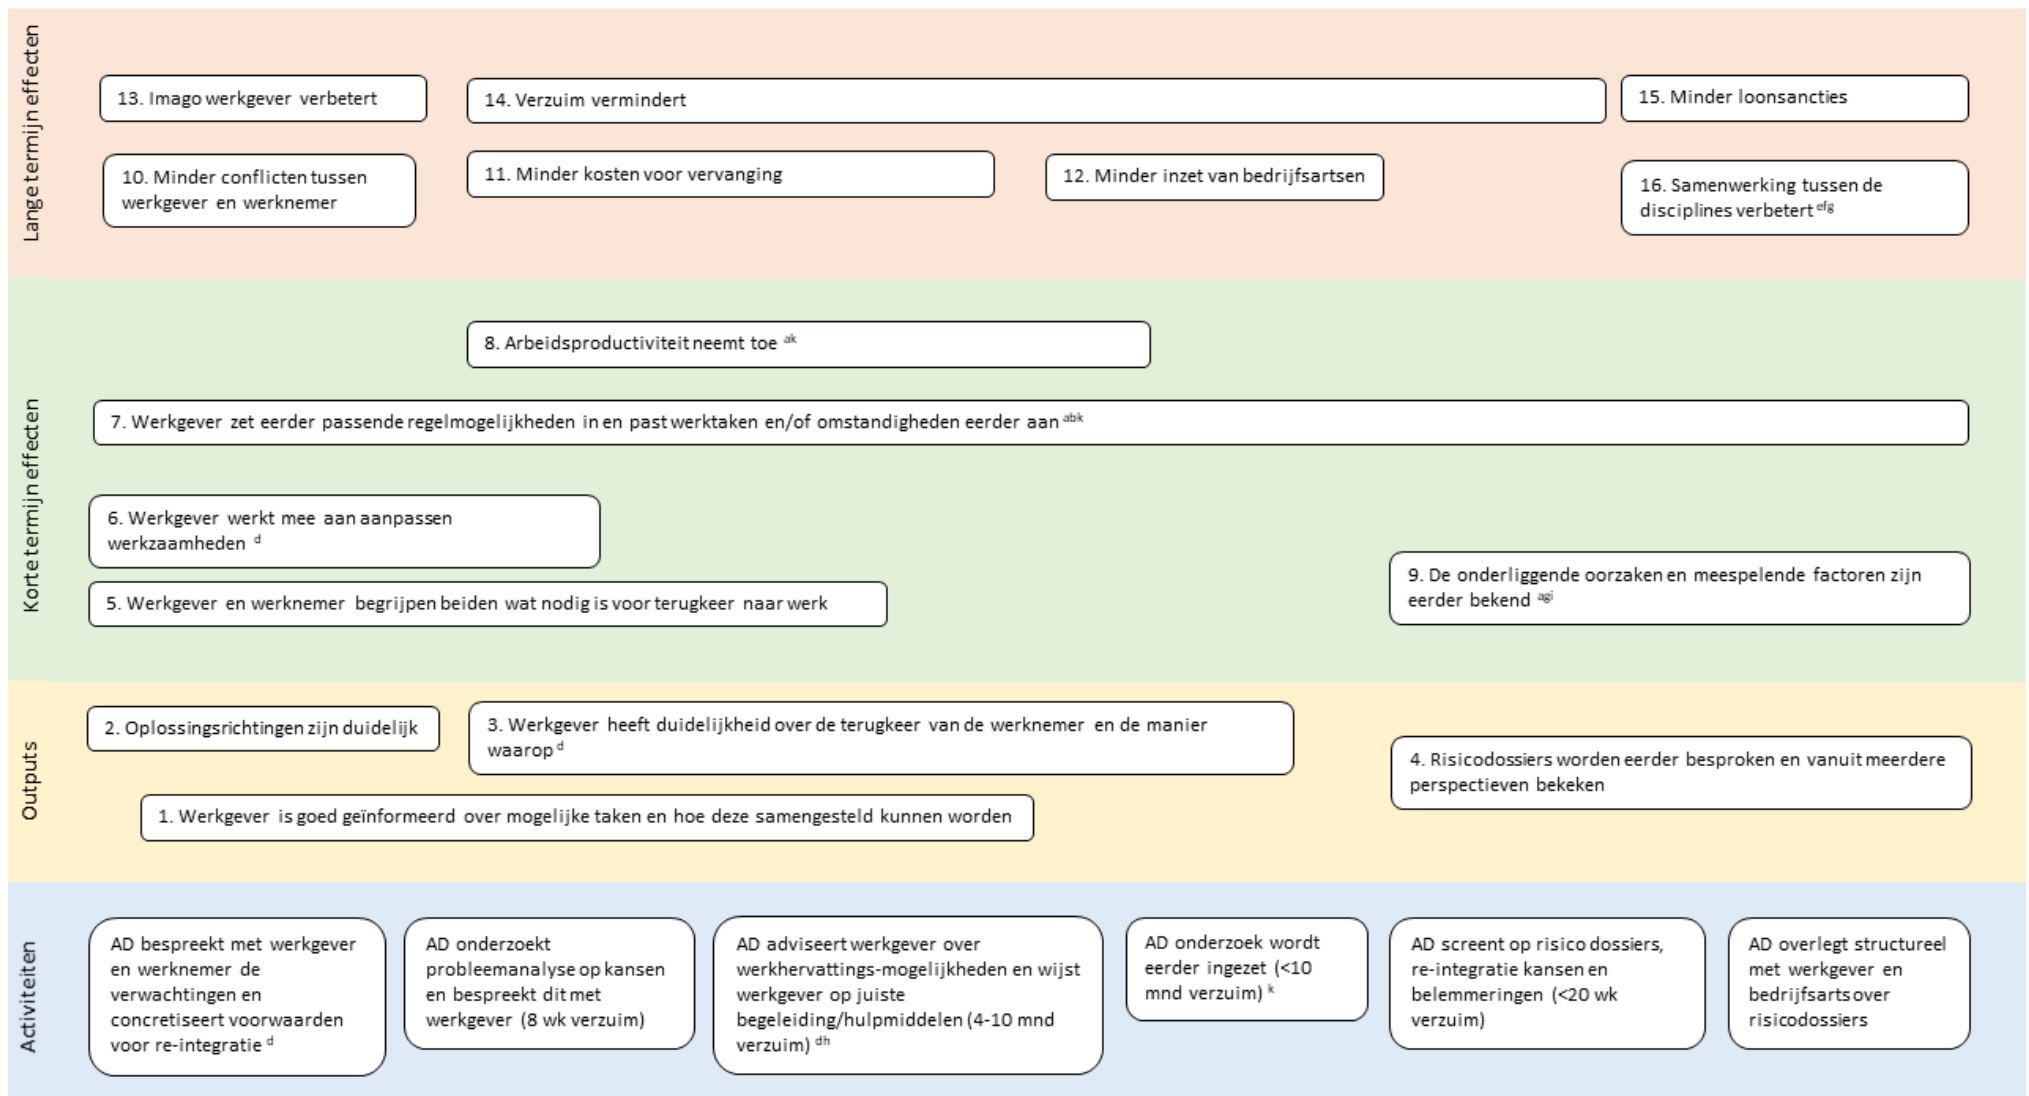 Lange termijn effecten
13. Imago werkgever verbetert
14. Verzuim vermindert
15. Minder loonsancties
10. Minder conflicten tussen
werkgever en werknemer
11. Minder kosten voor vervanging
12. Minder inzet van bedrijfsartsen
16. Samenwerking tussen de
disciplines verbetert efg
Korte termijn effecten
8. Arbeidsproductiviteit neemt toe ak
7. Werkgever zet eerder passende regelmogelijkheden in en past werktaken en/of omstandigheden eerder aan abk
6. Werkgever werkt mee aan aanpassen
werkzaamheden d
5. Werkgever en werknemer begrijpen beiden wat nodig is voor terugkeer naar werk
9. De onderliggende oorzaken en meespelende factoren zijn
eerder bekend agi
Outputs
2. Oplossingsrichtingen zijn duidelijk
3. Werkgever heeft duidelijkheid over de terugkeer van de werknemer en de manier
waarop d
4. Risicodossiers worden eerder besproken en vanuit meerdere
perspectieven bekeken
1. Werkgever is goed geïnformeerd over mogelijke taken en hoe deze samengesteld kunnen worden
Activiteiten
AD bespreekt met werkgever
en werknemer de
verwachtingen en
concretiseert voorwaarden
voor re-integratie d
AD onderzoekt
probleemanalyse op kansen
en bespreekt dit met
werkgever (8 wk verzuim)
AD adviseert werkgever over
werkhervattings-mogelijkheden en wijst
werkgever op juiste
begeleiding/hulpmiddelen (4-10 mnd
verzuim) dh
AD onderzoek wordt
eerder ingezet (<10
mnd verzuim) k
AD screent op risico dossiers,
re-integratie kansen en
belemmeringen (<20 wk
verzuim)
AD overlegt structureel
met werkgever en
bedrijfsarts over
risicodossiers